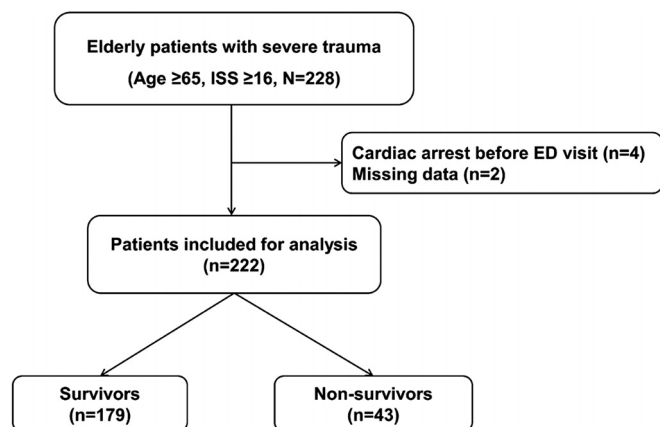 Elderly patients with severe trauma
(Age ≥65, ISS ≥16, N=228)
Cardiac arrest before ED visit (n=4)
Missing data (n=2)
Patients included for analysis
(n=222)
Survivors
(n=179)
Non-survivors
(n=43)